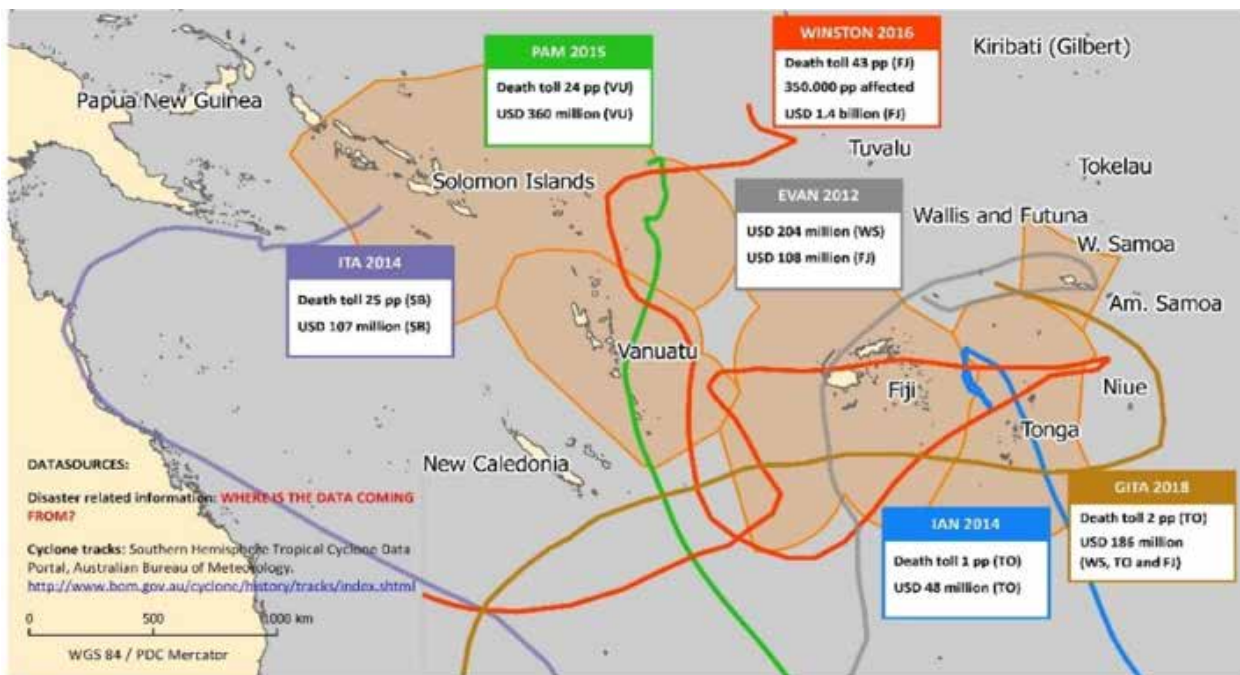 WINSTON 2016
Death toll 43 pp (FJ)
350.000 pp affected
USD 1.4 billion (FJ)
Kiribati (Gilbert)
PAM 2015
Death toll 24 pp (VU)
USD 360 million (VU)
Papua New Guinea
Tuvalu
Tokelau
Solomon Islands
EVAN 2012
USD 204 million (WS)
USD 108 million (FJ)
Wallis and Futuna
W. Samoa
Am. Samoa
ITA 2014
Death toll 25 pp (SB)
USD 107 million (SB)
Vanuatu
Fiji
Niue
Tonga
New Caledonia
DATASOURCES:
Disaster related information: WHERE IS THE DATA COMING
FROM?
Cyclone tracks: Southern Hemisphere Tropical Cyclone Data
Portal, Australian Bureau of Meteorology.
http://www.bom.gov.au/cyclone/history/tracks/index.shtml
0 500 1000 km
WGS 84 / PDC Mercator
IAN 2014
Death toll 1 pp (TO)
USD 48 million (TO)
GITA 2018
Death toll 2 pp (TO)
USD 186 million
(WS, TO and FJ)